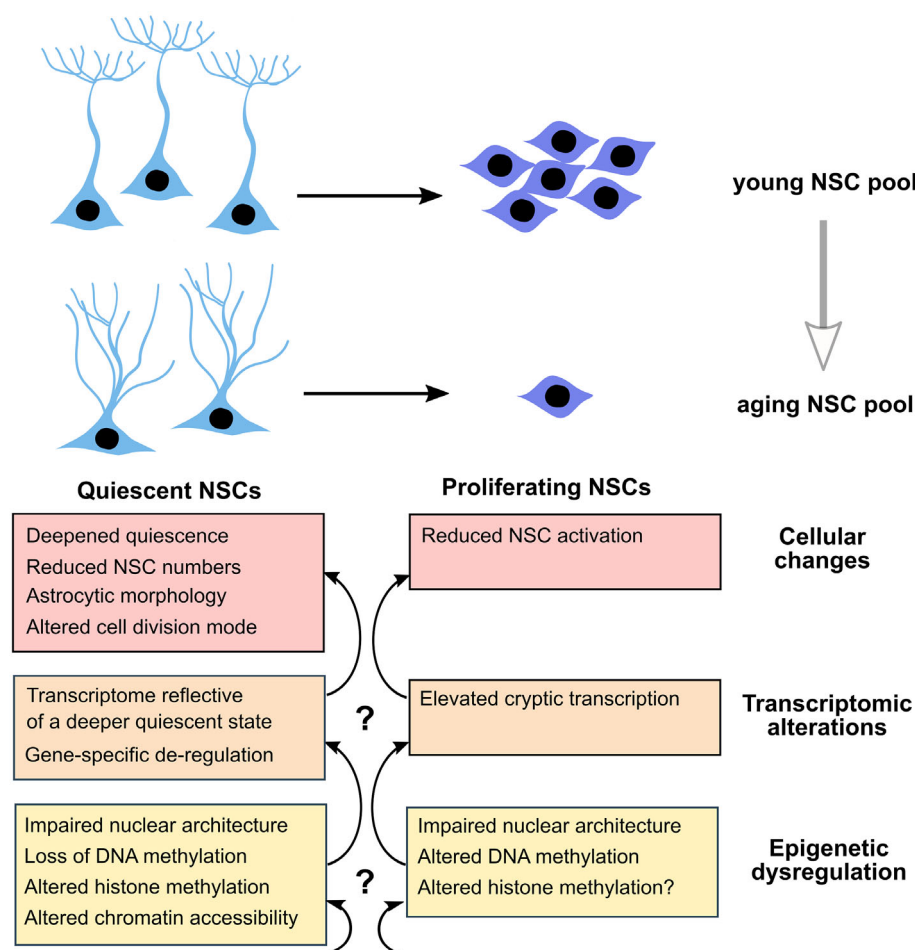 young NSC pool
aging NSC pool
Quiescent NSCs
Proliferating NSCs
Deepened quiescence
Reduced NSC numbers
Astrocytic morphology
Altered cell division mode
Reduced NSC activation
Cellular
changes
Transcriptome reflective
of a deeper quiescent state
Gene-specific de-regulation
?
Elevated cryptic transcription
Transcriptomic
alterations
Impaired nuclear architecture
Loss of DNA methylation
Altered histone methylation
Altered chromatin accessibility
?
Impaired nuclear architecture
Altered DNA methylation
Altered histone methylation?
Epigenetic
dysregulation